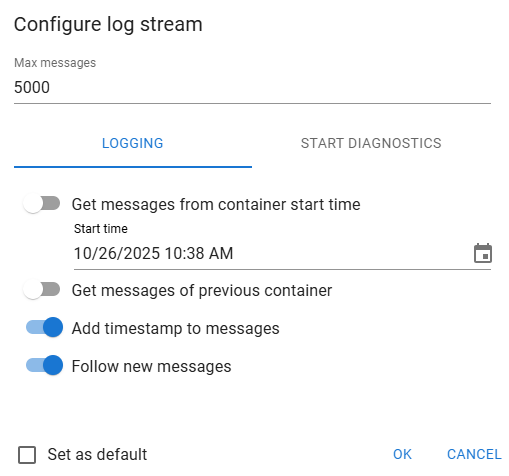 Configure log stream
Max messages
5000
LOGGING
START DIAGNOSTICS
Get messages from container start time
Start time
10/26/2025 10:38 AM
Get messages of previous container
Add timestamp to messages
Follow new messages
Set as default
OK
CANCEL